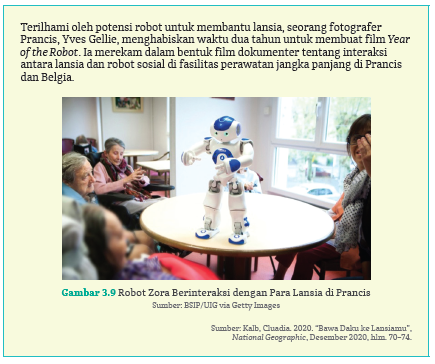 Terilhami oleh potensi robot untuk membantu lansia, seorang fotografer
Prancis, Yves Gellie, menghabiskan waktu dua tahun untuk membuat film Year
of the Robot. Ia merekam dalam bentuk film dokumenter tentang interaksi
antara lansia dan robot sosial di fasilitas perawatan jangka panjang di Prancis
dan Belgia.
Gambar 3.9 Robot Zora Berinteraksi dengan Para Lansia di Prancis
Sumber: BSIP/UIG via Getty Images
Sumber: Kalb, Cluadia. 2020. “Bawa Daku ke Lansiamu”,
National Geographic, Desember 2020, hlm. 70–74.